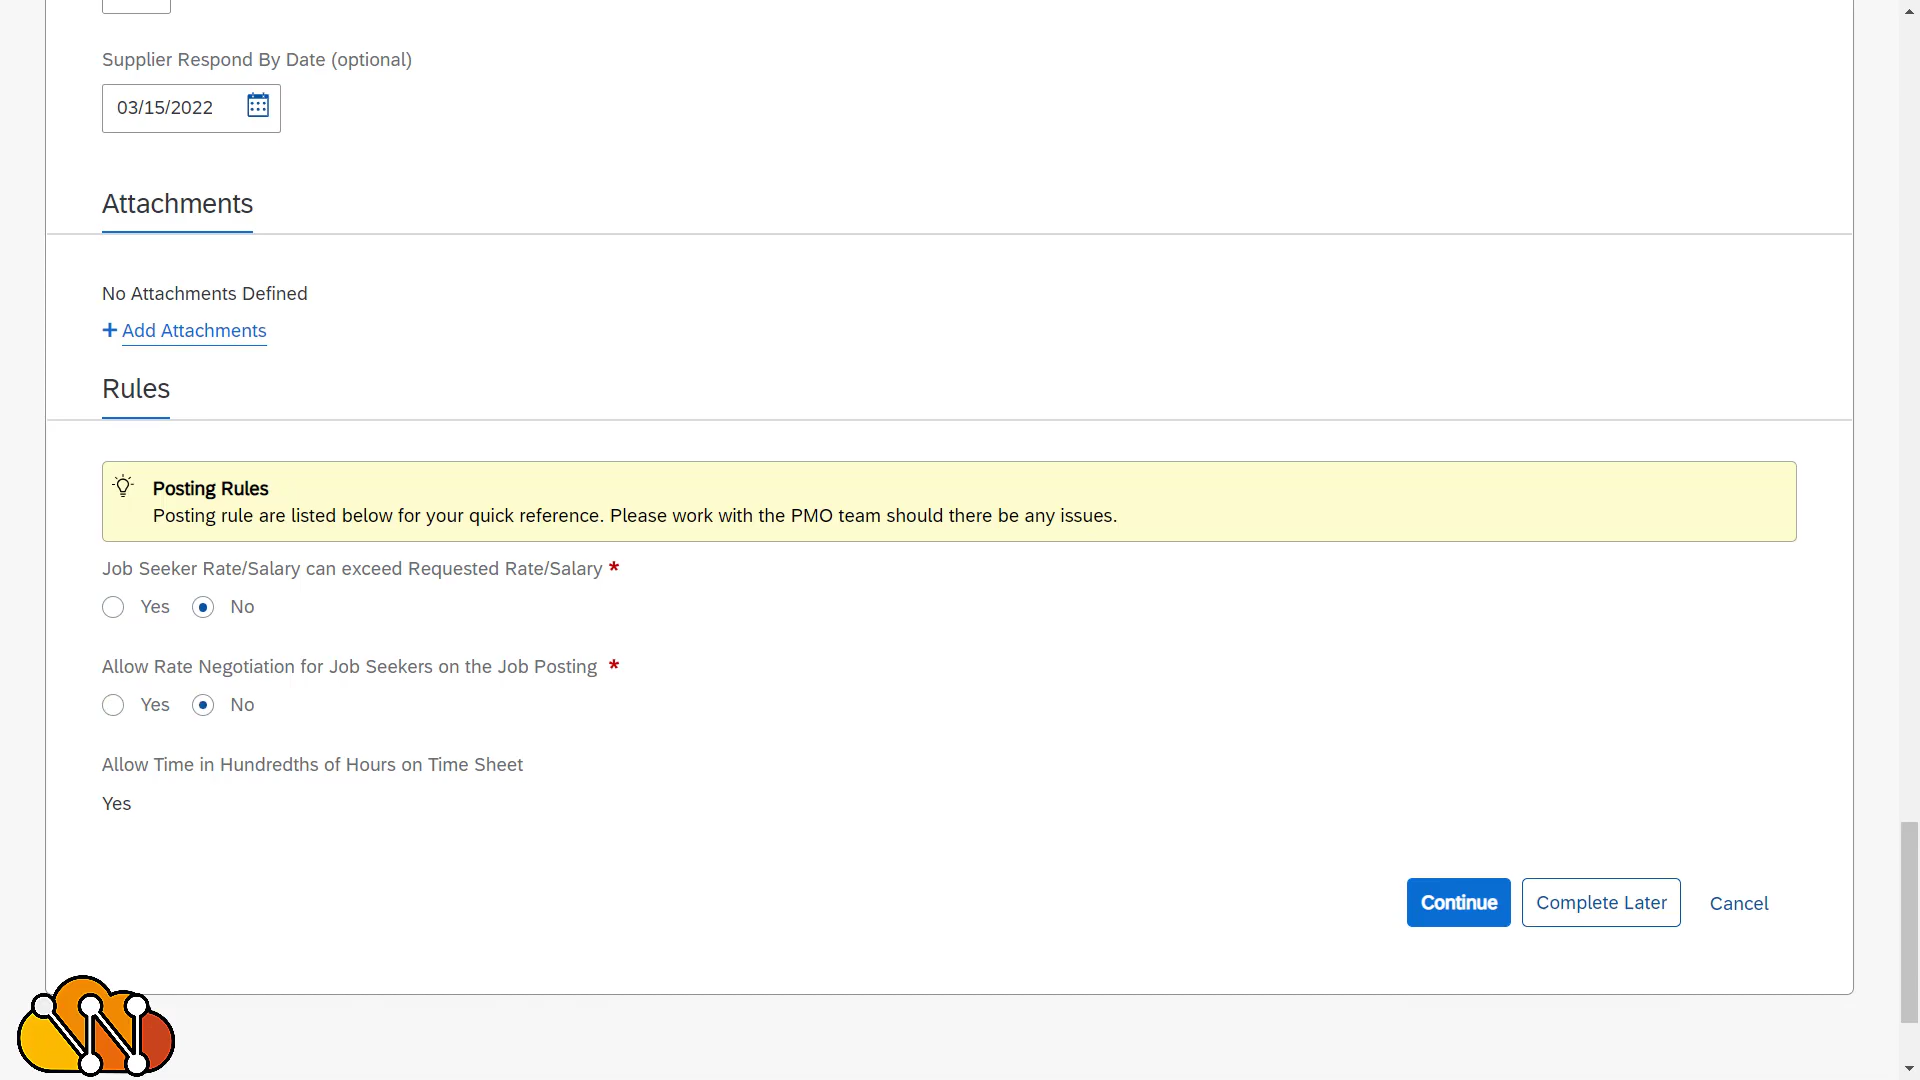 Supplier Respond By Date (optional)
03/15/2022
Attachments
No Attachments Defined
+ Add Attachments
Rules
Posting Rules
Posting rule are listed below for your quick reference. Please work with the PMO team should there be any issues.
Job Seeker Rate/Salary can exceed Requested Rate/Salary *
Yes No
Allow Rate Negotiation for Job Seekers on the Job Posting *
Yes No
Allow Time in Hundredths of Hours on Time Sheet
Yes
Continue Complete Later Cancel